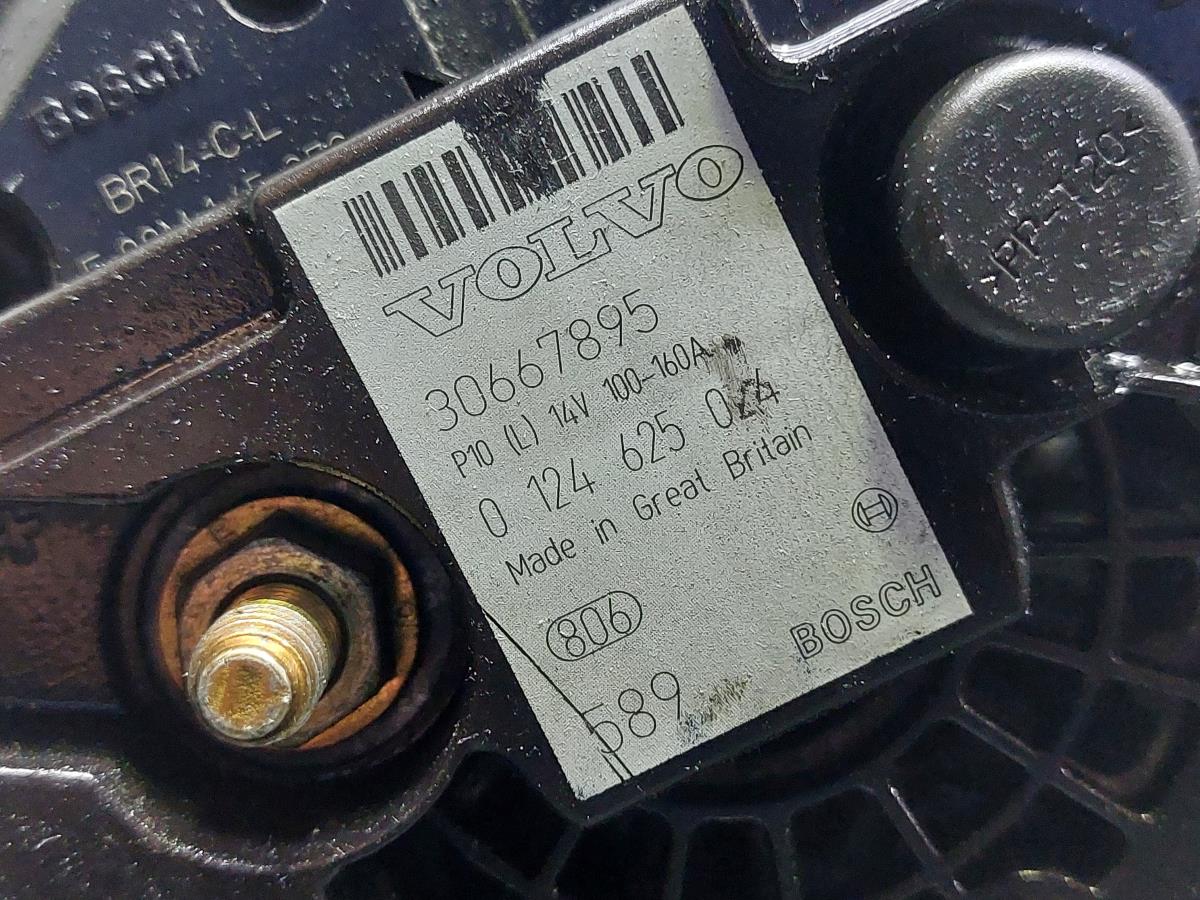 BOSCH
BR14-C-L
VOLVO
30667895
P10 (L) 14V 100-160A
0 124 625 024
Made in Great Britain
806
BOSCH
589
PP-T20